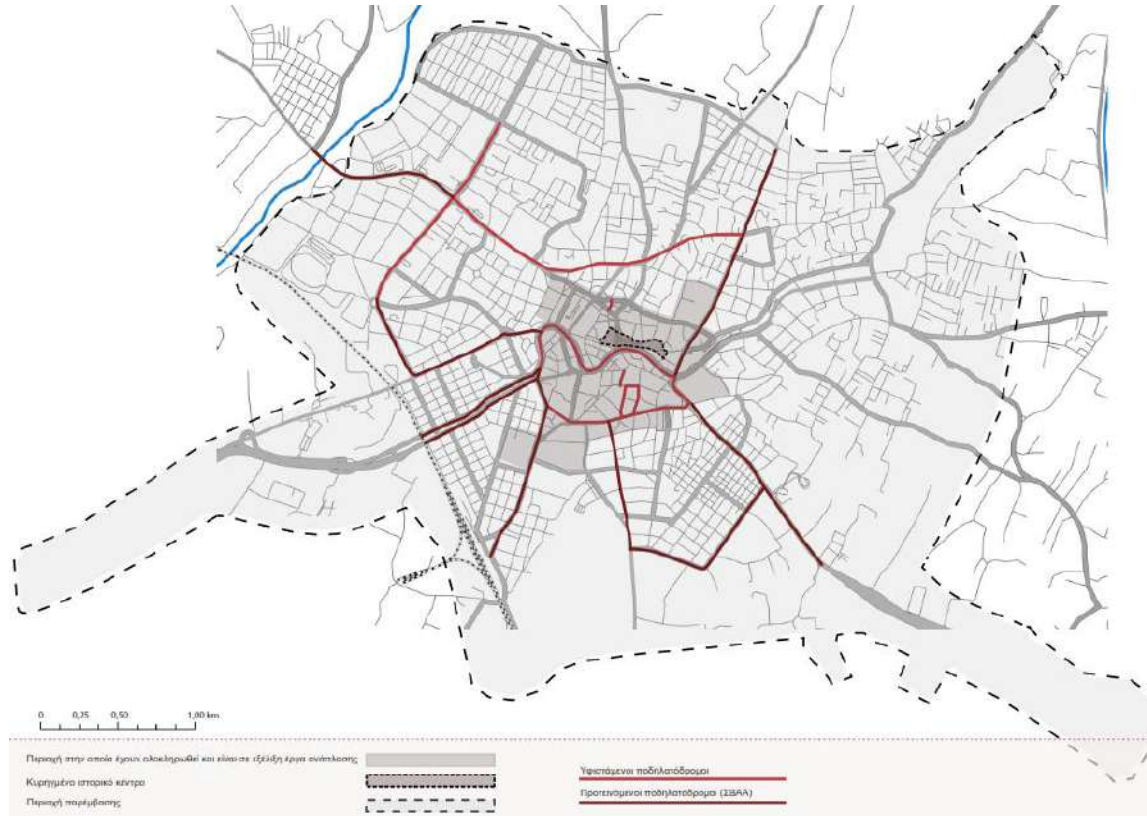 0 0,25 0,50 1,00 km
Περιοχή στην οποία έχουν ολοκληρωθεί και είναι σε εξέλιξη έργα ανάπλασης
Κυρηγμένο ιστορικό κέντρο
Περιοχή παρέμβασης
Υφιστάμενοι ποδηλατόδρομοι
Προτεινόμενοι ποδηλατόδρομοι (ΣΒΑΑ)